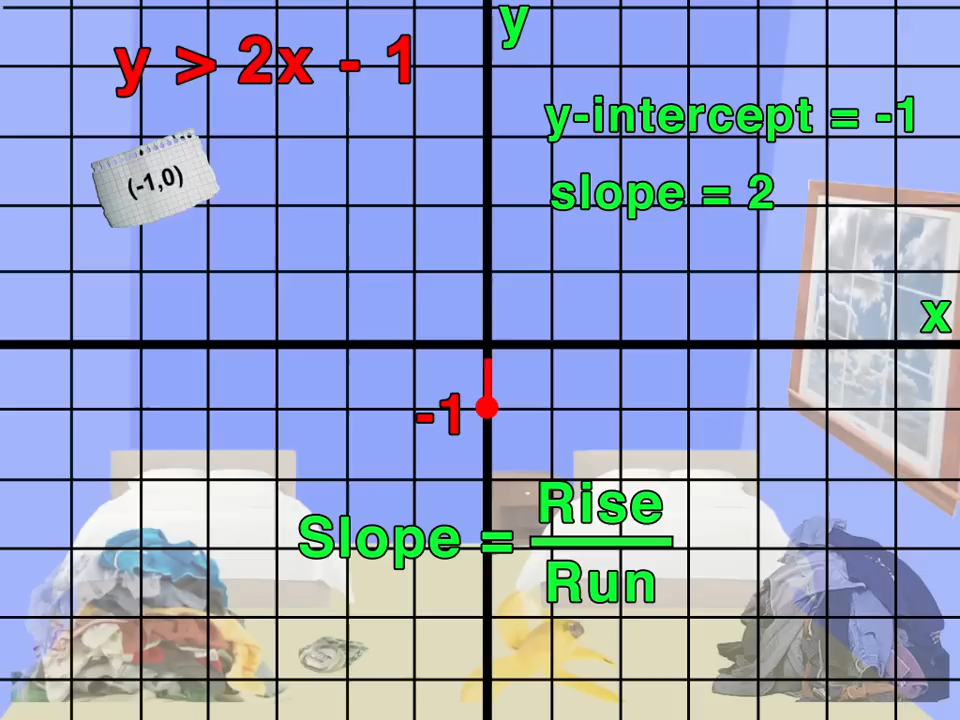 y
y > 2x - 1
y-intercept = -1
(-1,0)
slope = 2
x
-1
Slope = Rise
Run